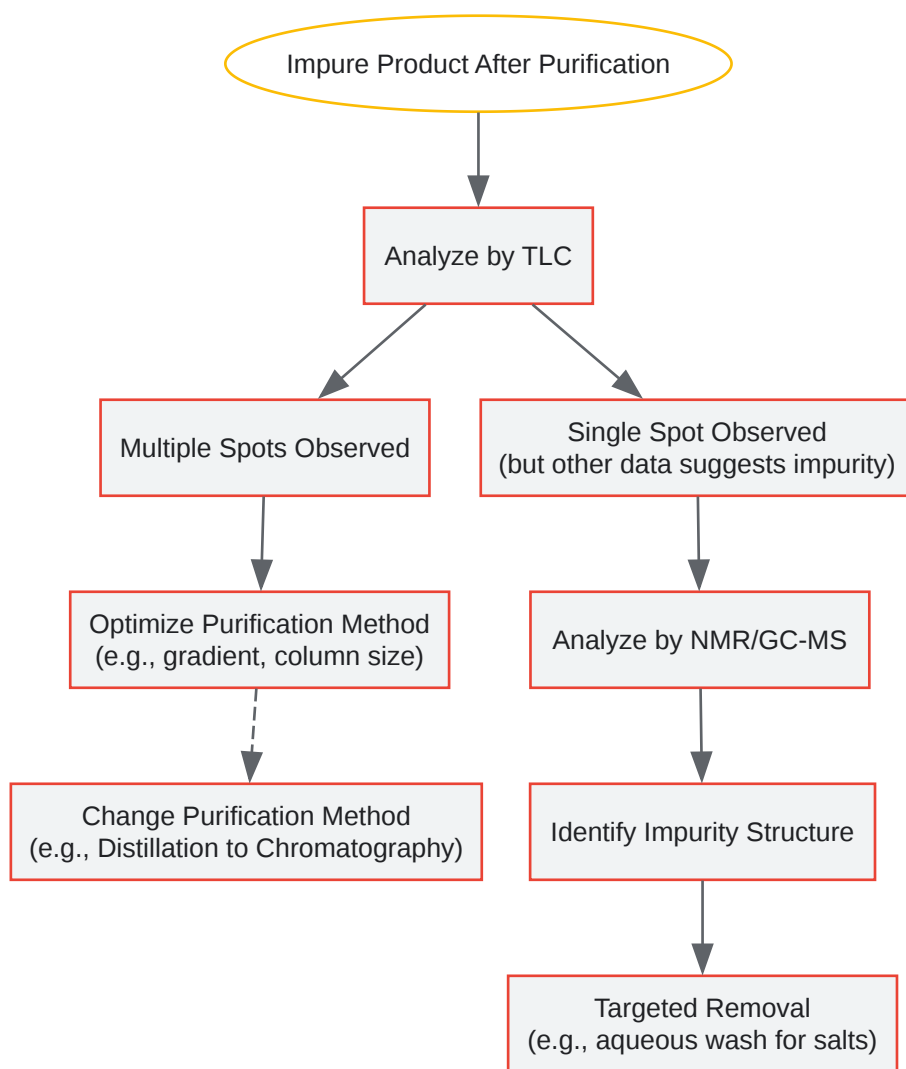 Impure Product After Purification
Analyze by TLC
Multiple Spots Observed
Single Spot Observed
(but other data suggests impurity)
Optimize Purification Method
(e.g., gradient, column size)
Analyze by NMR/GC-MS
Change Purification Method
(e.g., Distillation to Chromatography)
Identify Impurity Structure
Targeted Removal
(e.g., aqueous wash for salts)